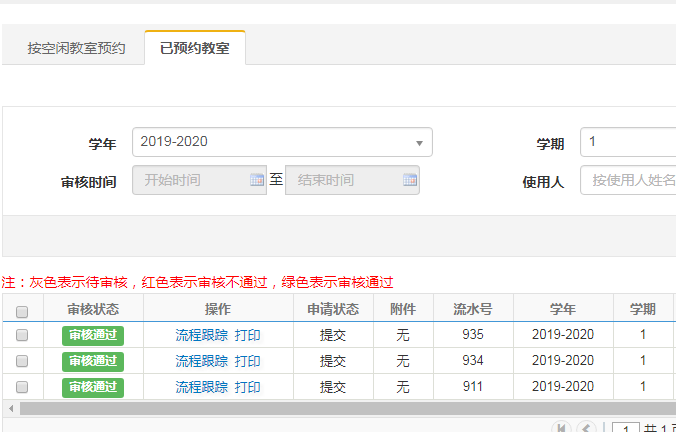 按空闲教室预约 已预约教室
学年 2019-2020 学期 1
审核时间 开始时间 至 结束时间 使用人 按使用人姓名
注：灰色表示待审核，红色表示审核不通过，绿色表示审核通过
审核状态 操作 申请状态 附件 流水号 学年 学期
审核通过 流程跟踪 打印 提交 无 935 2019-2020 1
审核通过 流程跟踪 打印 提交 无 934 2019-2020 1
审核通过 流程跟踪 打印 提交 无 911 2019-2020 1
1 共 1